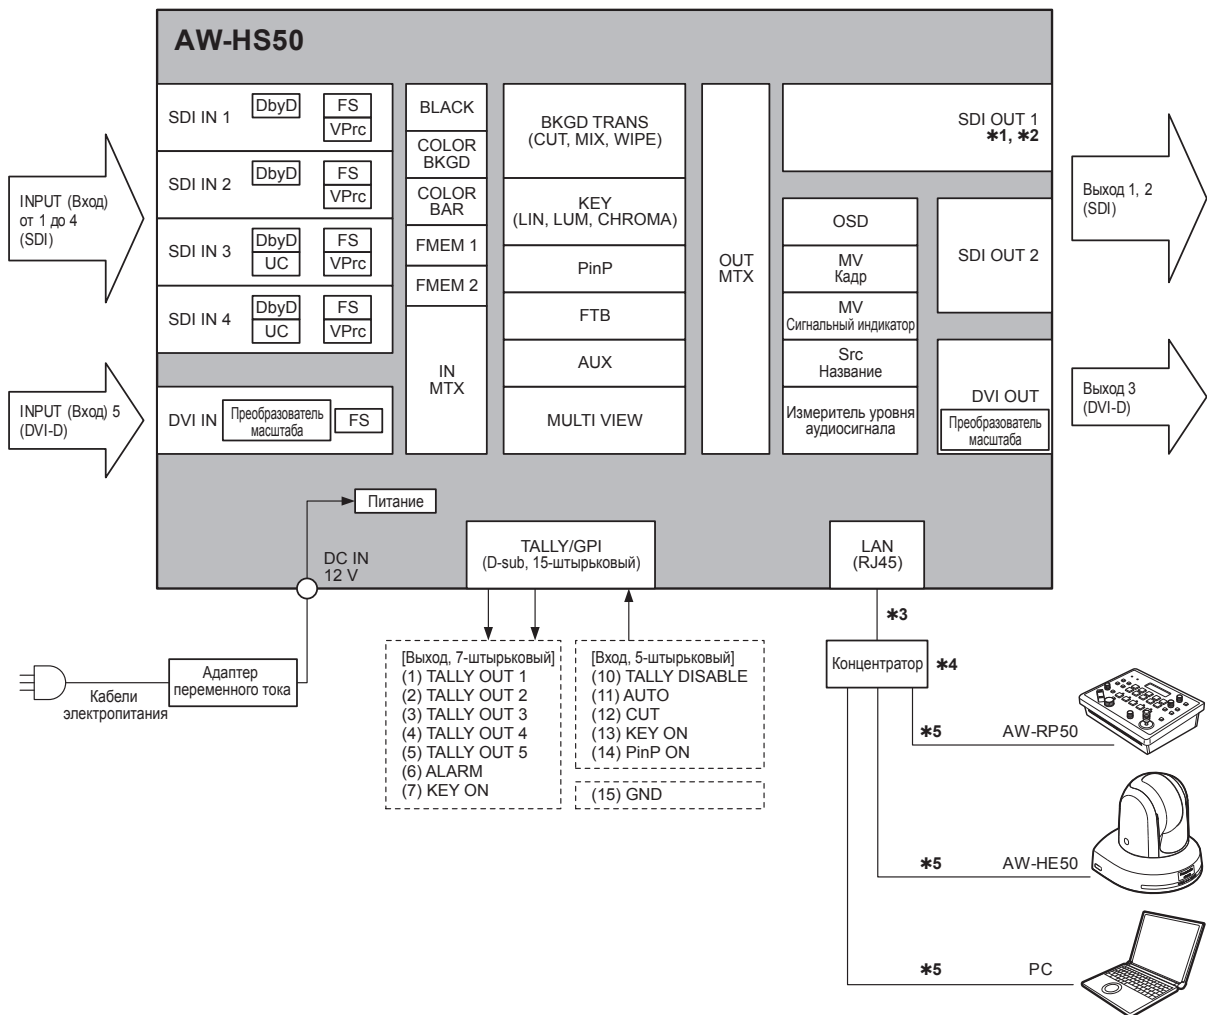 AW-HS50
INPUT (Вход)
от 1 до 4
(SDI)
INPUT (Вход) 5
(DVI-D)
SDI IN 1
DbyD
FS
VPrc
SDI IN 2
DbyD
FS
VPrc
SDI IN 3
DbyD
UC
FS
VPrc
SDI IN 4
DbyD
UC
FS
VPrc
DVI IN
Преобразователь
масштаба
FS
BLACK
COLOR
BKGD
COLOR
BAR
FMEM 1
FMEM 2
IN
MTX
BKGD TRANS
(CUT, MIX, WIPE)
KEY
(LIN, LUM, CHROMA)
PinP
FTB
AUX
MULTI VIEW
OUT
MTX
SDI OUT 1
✱1, ✱2
OSD
MV
Кадр
MV
Сигнальный индикатор
Src
Название
Измеритель уровня
аудиосигнала
SDI OUT 2
DVI OUT
Преобразователь
масштаба
Выход 1, 2
(SDI)
Выход 3
(DVI-D)
Питание
DC IN
12 V
TALLY/GPI
(D-sub, 15-штырьковый)
LAN
(RJ45)
Кабели
электропитания
Адаптер
переменного тока
[Выход, 7-штырьковый]
(1) TALLY OUT 1
(2) TALLY OUT 2
(3) TALLY OUT 3
(4) TALLY OUT 4
(5) TALLY OUT 5
(6) ALARM
(7) KEY ON
[Вход, 5-штырьковый]
(10) TALLY DISABLE
(11) AUTO
(12) CUT
(13) KEY ON
(14) PinP ON
(15) GND
✱3
Концентратор
✱4
✱5
AW-RP50
✱5
AW-HE50
✱5
PC